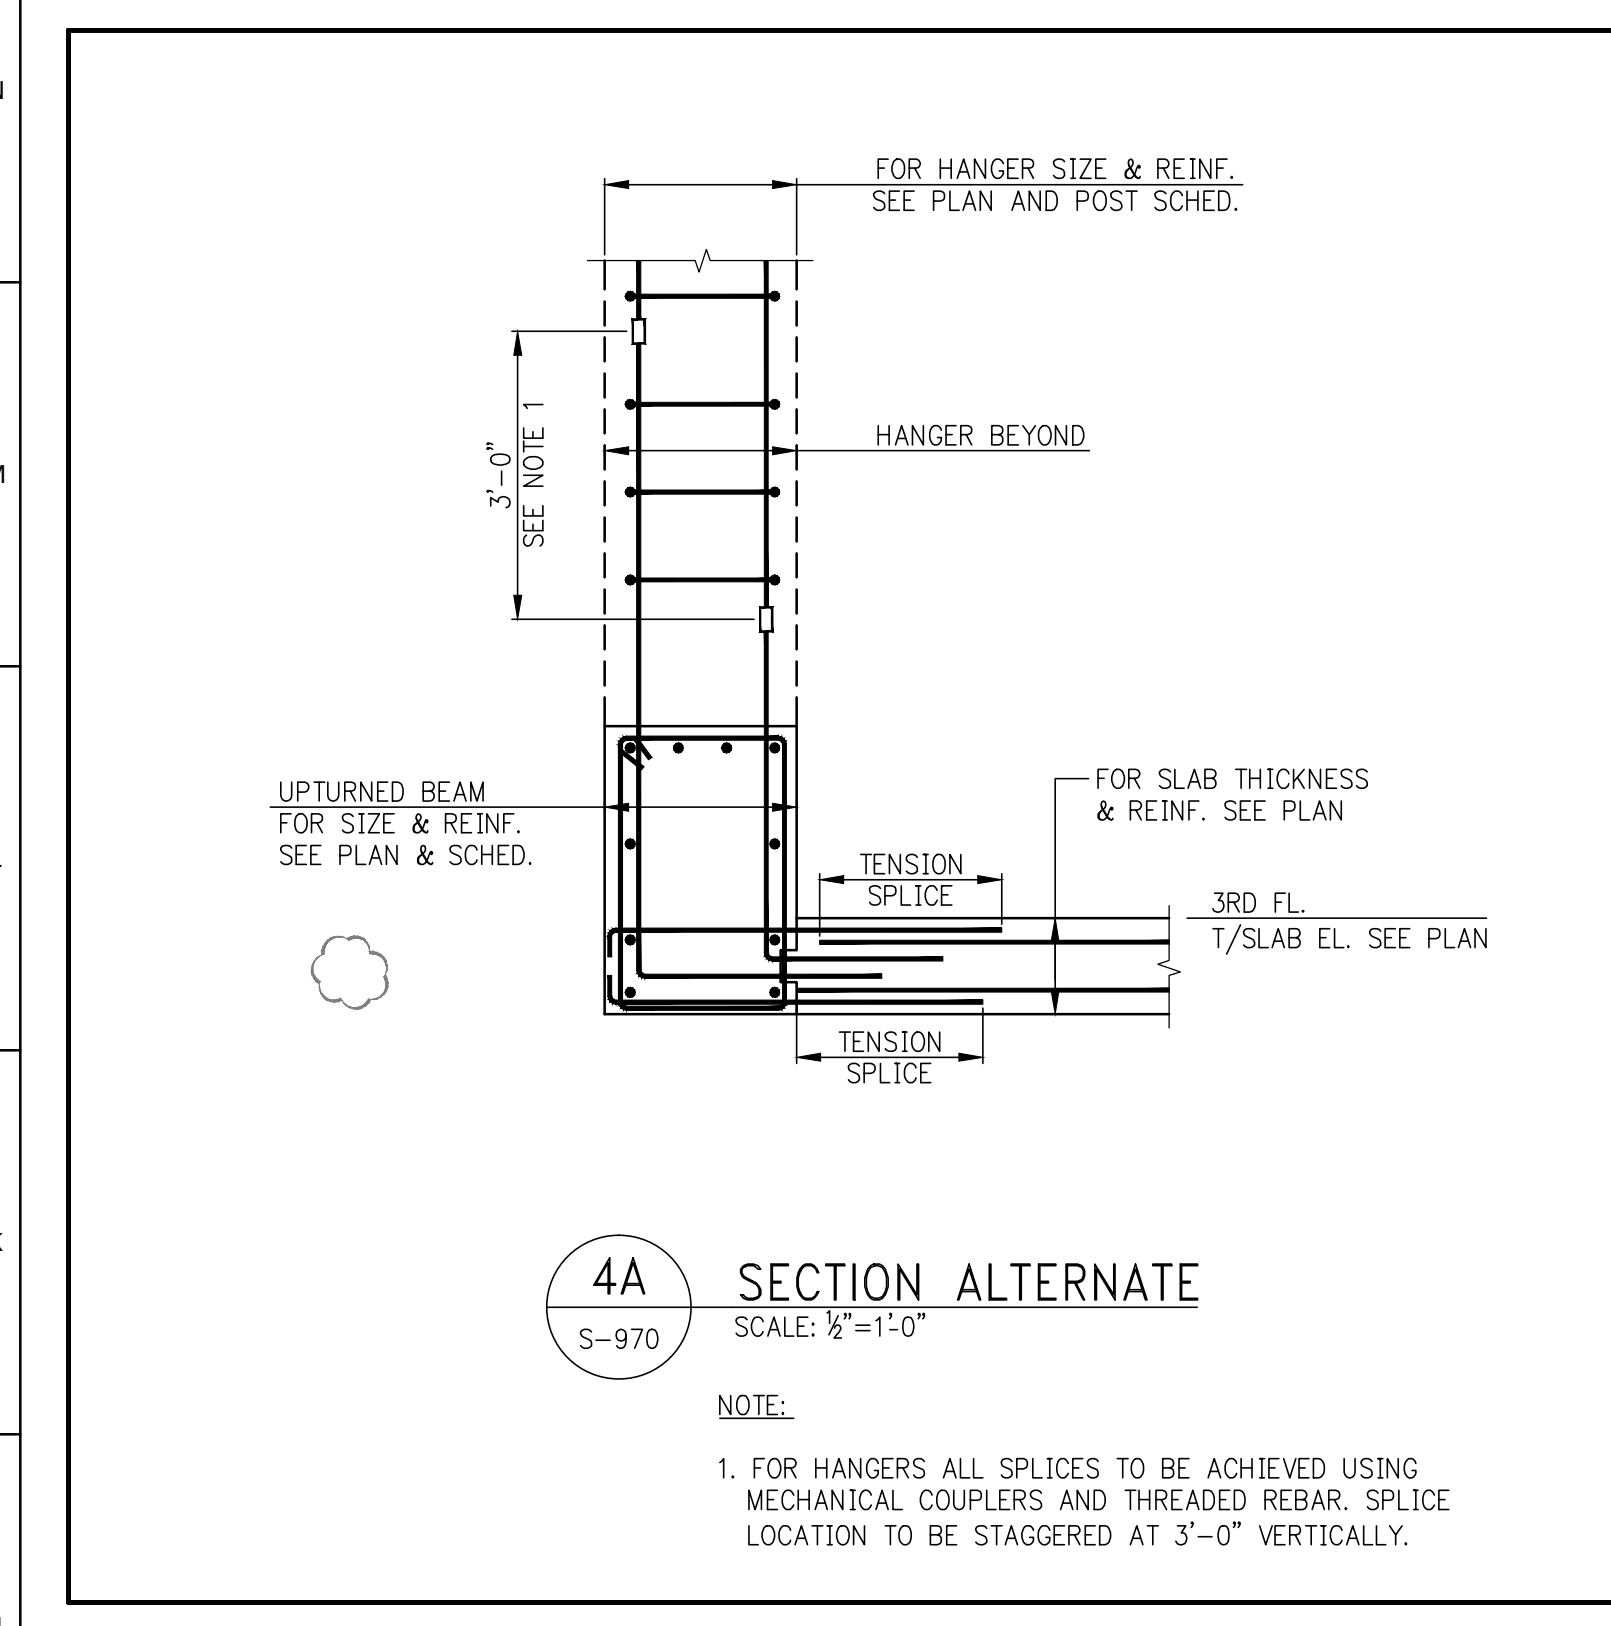 FOR HANGER SIZE & REINF.
SEE PLAN AND POST SCHED.
3'-0"
SEE NOTE 1
HANGER BEYOND
UPTURNED BEAM
FOR SIZE & REINF.
SEE PLAN & SCHED.
FOR SLAB THICKNESS
& REINF. SEE PLAN
TENSION
SPLICE
3RD FL.
T/SLAB EL. SEE PLAN
TENSION
SPLICE
4A
S-970
SECTION ALTERNATE
SCALE: ½"=1'-0"
NOTE:
1. FOR HANGERS ALL SPLICES TO BE ACHIEVED USING
MECHANICAL COUPLERS AND THREADED REBAR. SPLICE
LOCATION TO BE STAGGERED AT 3'-0" VERTICALLY.